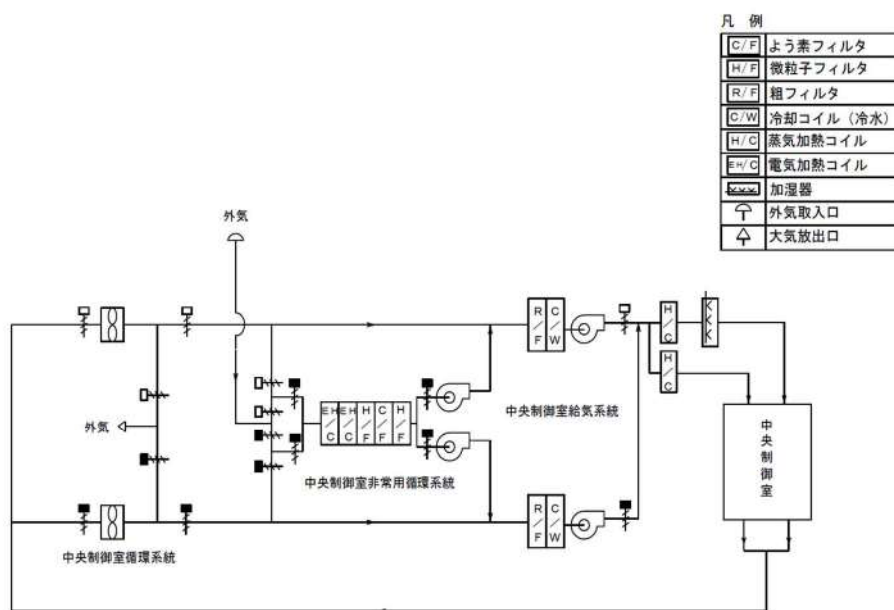 凡 例
C/F よう素フィルタ
H/F 微粒子フィルタ
R/F 粗フィルタ
C/W 冷却コイル(冷水)
H/C 蒸気加熱コイル
EH/C 電気加熱コイル
加湿器
外気取入口
大気放出口
外気
R/F C/W
H/C
H/C
EH/C EH/C H/F C/F H/F
中央制御室給気系統
外気
中央制御室
中央制御室非常用循環系統
R/F C/W
中央制御室循環系統